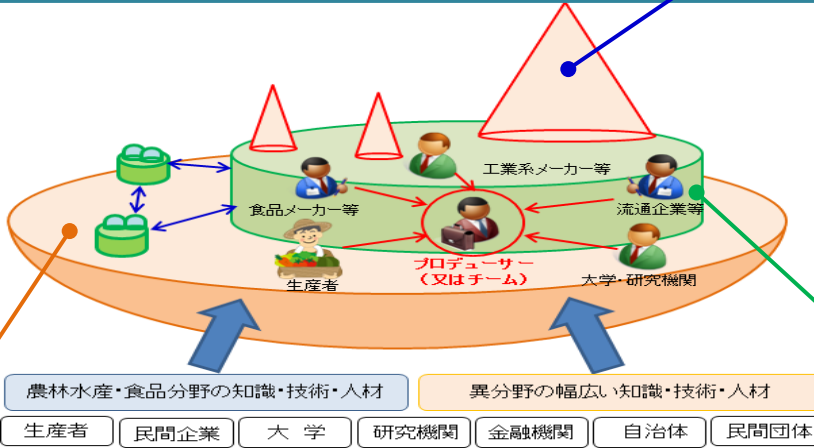 工業系メーカー等
食品メーカー等
流通企業等
プロデューサー
(又はチーム)
生産者
大学・研究機関
農林水産・食品分野の知識・技術・人材
異分野の幅広い知識・技術・人材
生産者
民間企業
大 学
研究機関
金融機関
自治体
民間団体